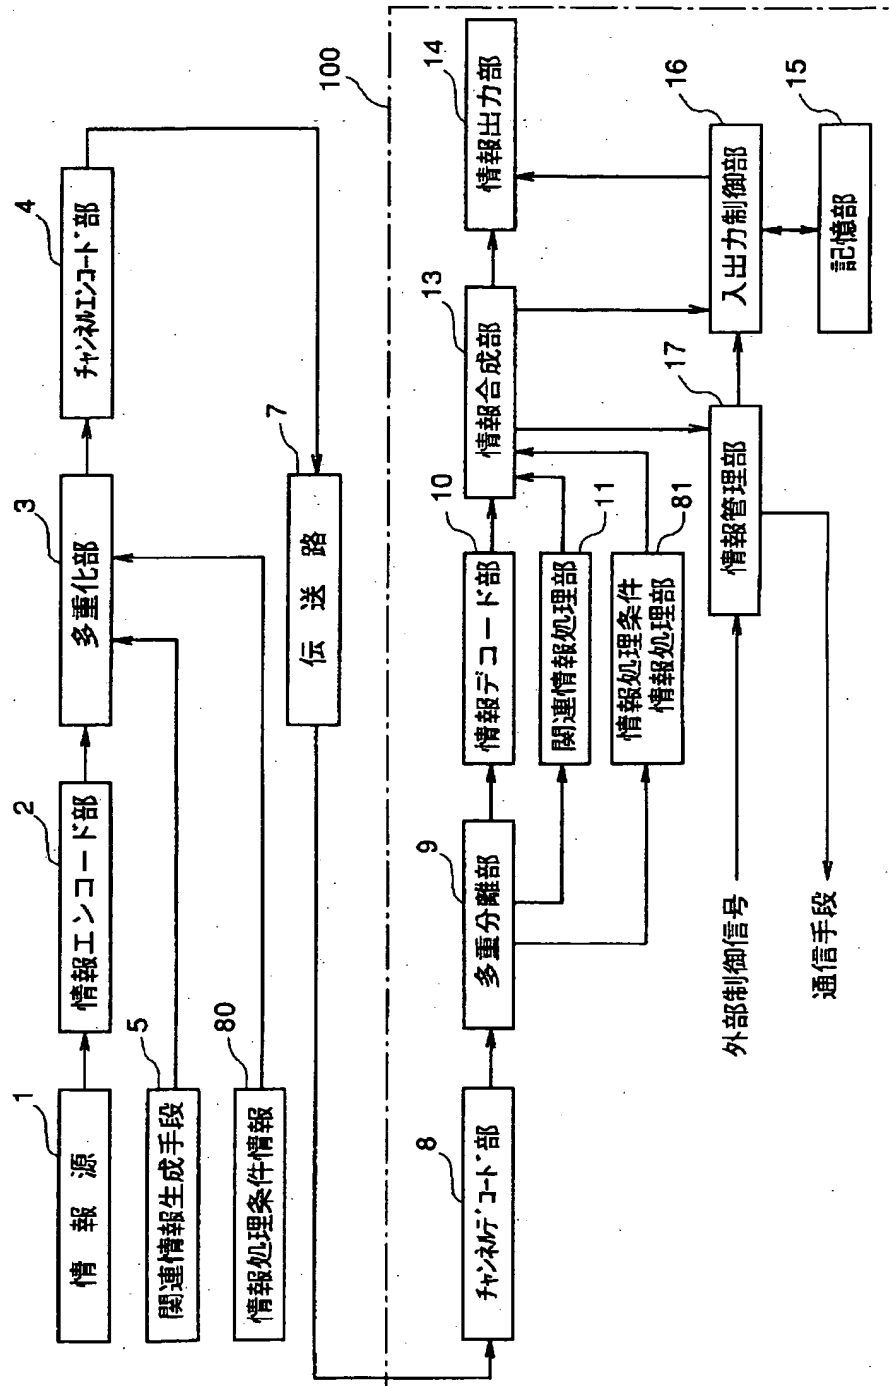 1
情報源
2
情報エンコード部
3
多重化部
4
チャンネルエンコード部
5
関連情報生成手段
80
情報処理条件情報
7
伝送路
100
8
チャンネルデコード部
9
多重分離部
10
情報デコード部
13
情報合成部
14
情報出力部
11
関連情報処理部
81
情報処理条件
情報処理部
外部制御信号
通信手段
17
情報管理部
16
入出力制御部
15
記憶部